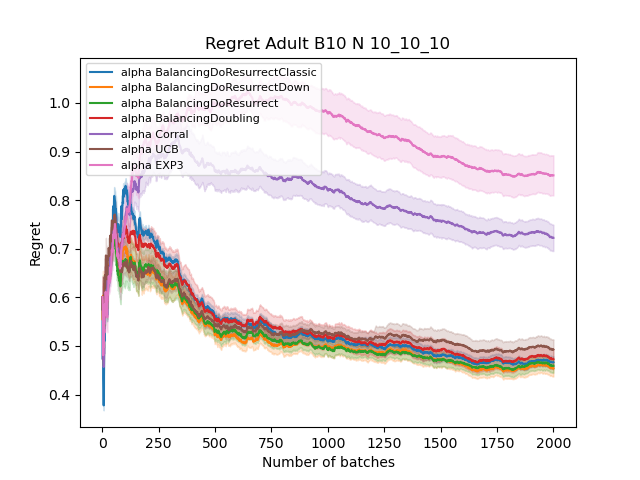 Regret Adult B10 N 10_10_10
alpha BalancingDoResurrectClassic
alpha BalancingDoResurrectDown
alpha BalancingDoResurrect
alpha BalancingDoubling
alpha Corral
alpha UCB
alpha EXP3
1.0
0.9
0.8
0.7
0.6
0.5
0.4
Regret
0 250 500 750 1000 1250 1500 1750 2000
Number of batches